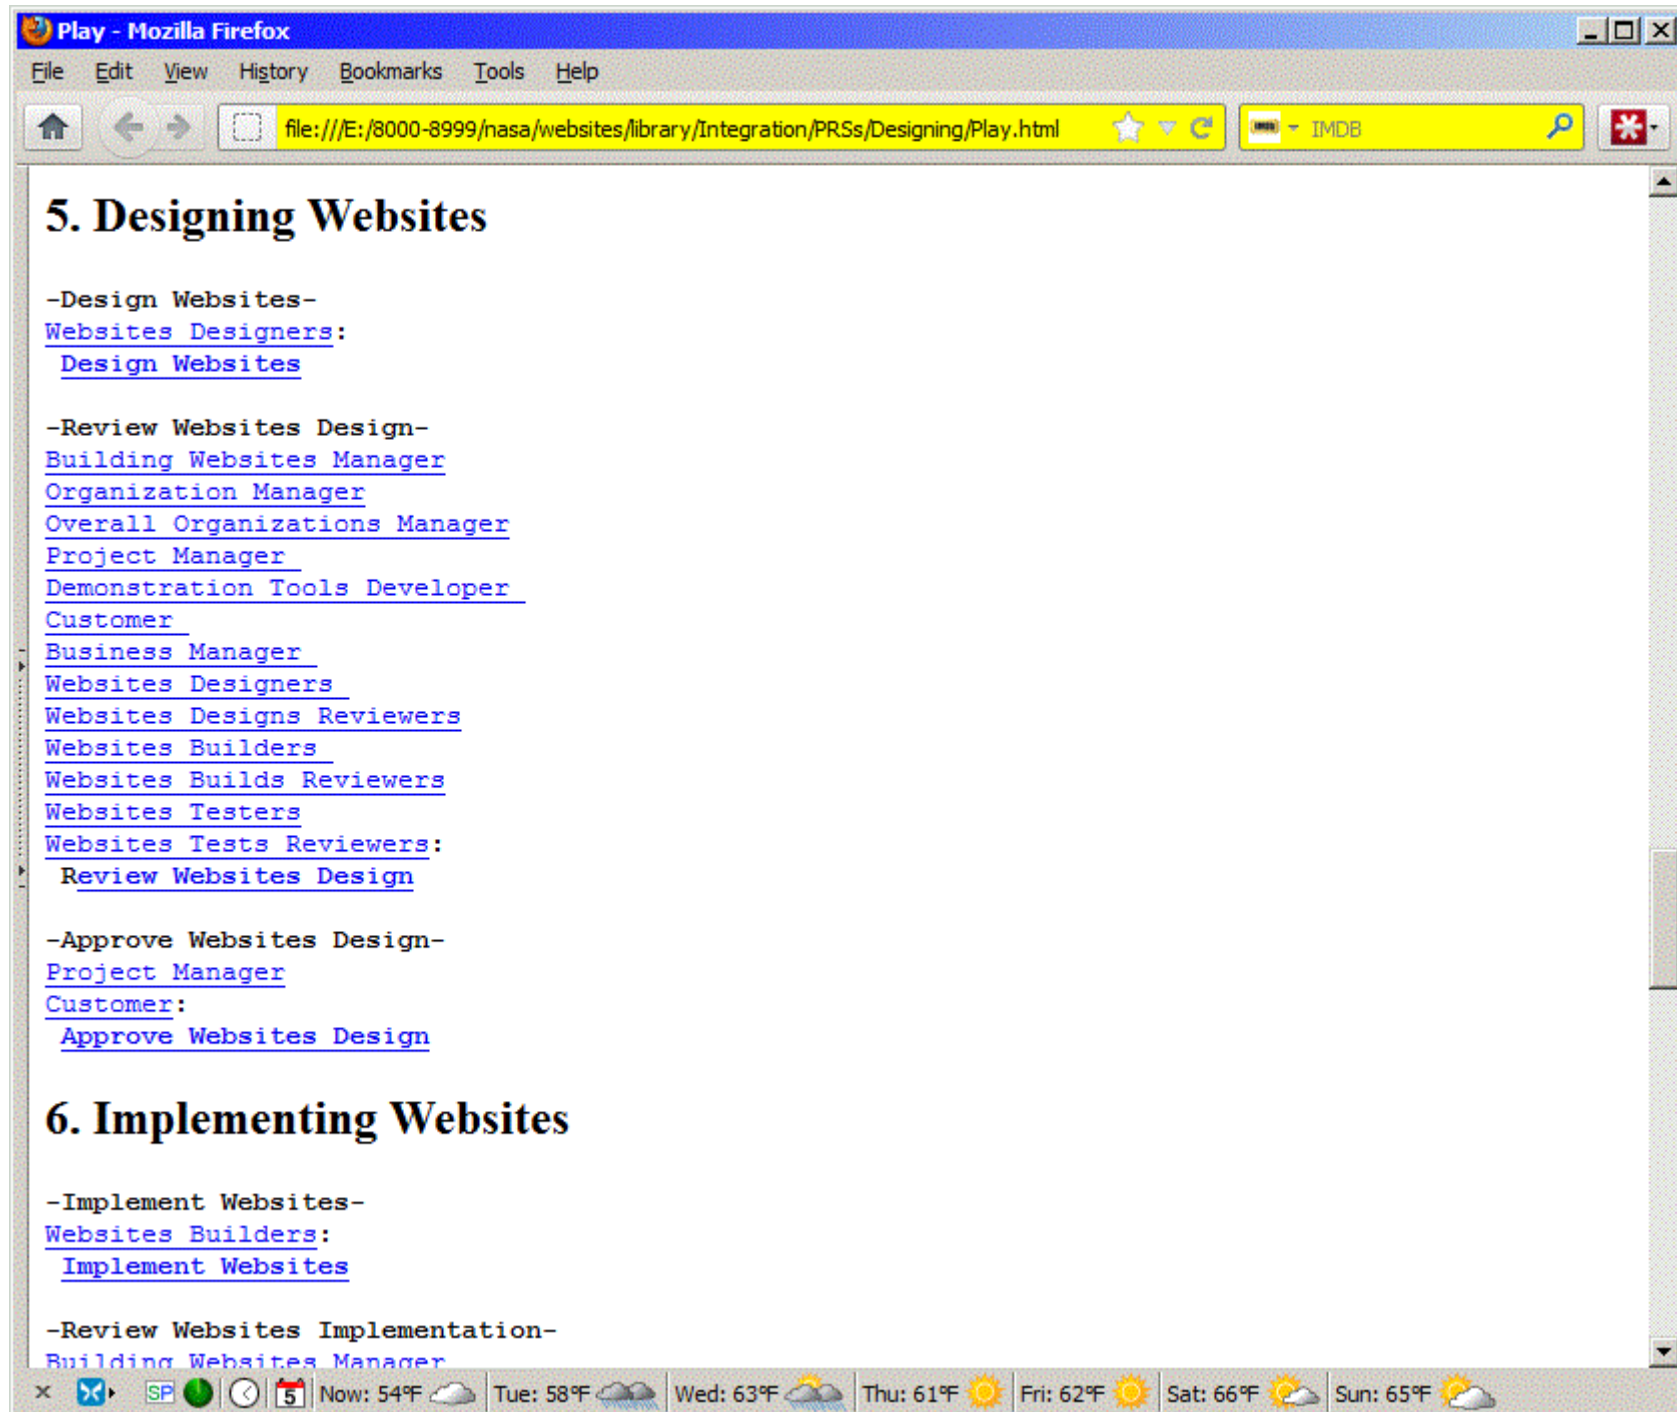 Play - Mozilla Firefox
File Edit View History Bookmarks Tools Help
file:///E:/8000-8999/nasa/websites/library/Integration/PRSs/Designing/Play.html IMDB
5. Designing Websites
-Design Websites-
Websites Designers:
Design Websites
-Review Websites Design-
Building Websites Manager
Organization Manager
Overall Organizations Manager
Project Manager
Demonstration Tools Developer
Customer
Business Manager
Websites Designers
Websites Designs Reviewers
Websites Builders
Websites Builds Reviewers
Websites Testers
Websites Tests Reviewers:
Review Websites Design
-Approve Websites Design-
Project Manager
Customer:
Approve Websites Design
6. Implementing Websites
-Implement Websites-
Websites Builders:
Implement Websites
-Review Websites Implementation-
Building Websites Manager
SP 5 Now: 54°F Tue: 58°F Wed: 63°F Thu: 61°F Fri: 62°F Sat: 66°F Sun: 65°F